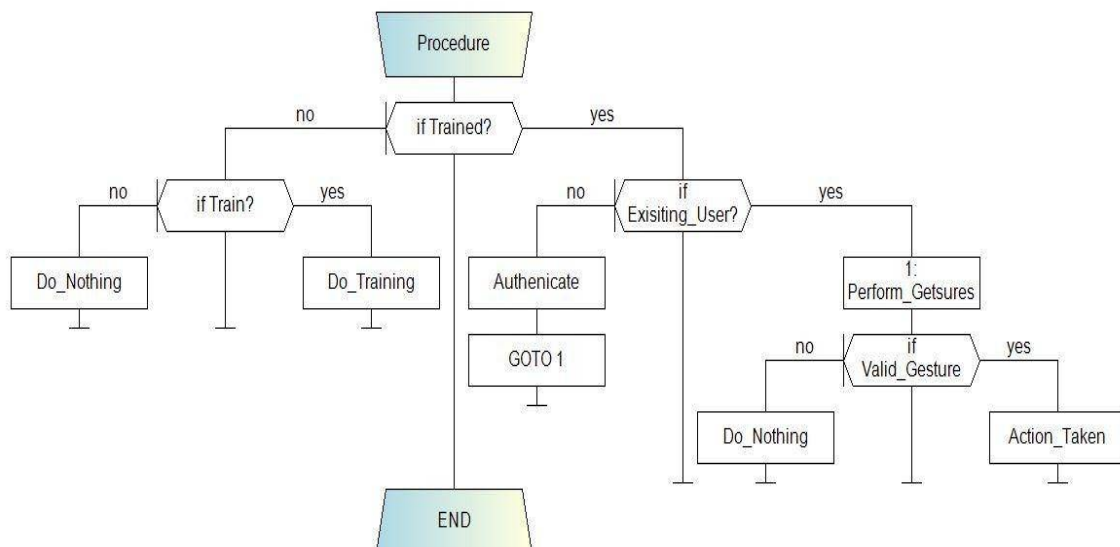 Procedure
no
if Trained?
yes
no
if Train?
yes
no
if
Exisiting_User?
yes
Do_Nothing
Do_Training
Authenicate
1:
Perform_Getsures
GOTO 1
no
if
Valid_Gesture
yes
Do_Nothing
Action_Taken
END